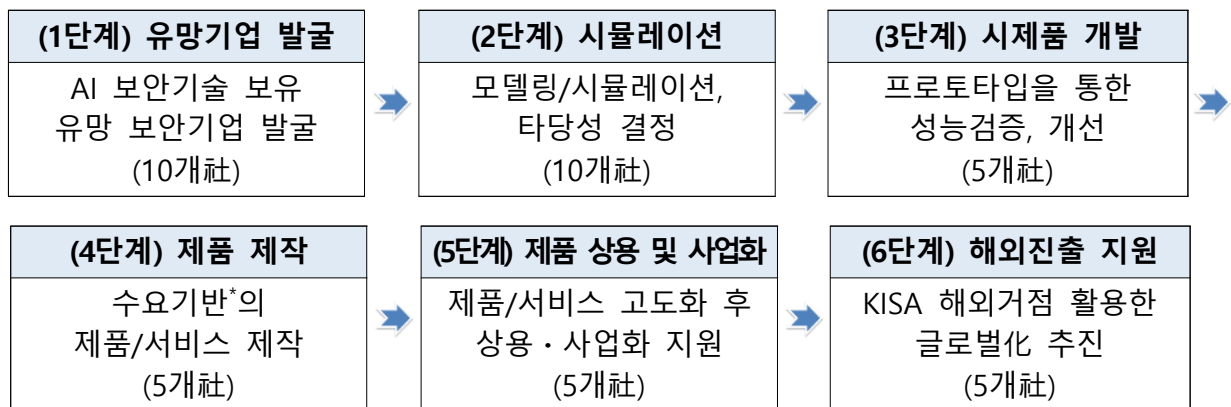 (1단계) 유망기업 발굴
AI 보안기술 보유
유망 보안기업 발굴
(10개社)
(2단계) 시뮬레이션
모델링/시뮬레이션,
타당성 결정
(10개社)
(3단계) 시제품 개발
프로토타입을 통한
성능검증, 개선
(5개社)
(4단계) 제품 제작
수요기반*의
제품/서비스 제작
(5개社)
(5단계) 제품 상용 및 사업화
제품/서비스 고도화 후
상용・사업화 지원
(5개社)
(6단계) 해외진출 지원
KISA 해외거점 활용한
글로벌化 추진
(5개社)